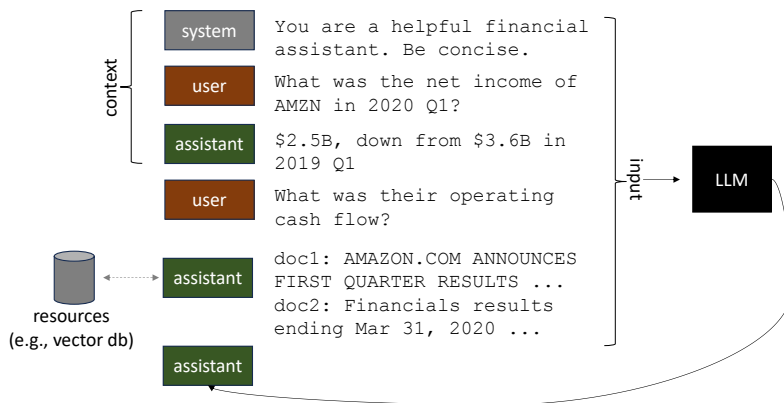 system
You are a helpful financial
assistant. Be concise.
context
user
What was the net income of
AMZN in 2020 Q1?
assistant
$2.5B, down from $3.6B in
2019 Q1
input
LLM
user
What was their operating
cash flow?
assistant
doc1: AMAZON.COM ANNOUNCES
FIRST QUARTER RESULTS ...
doc2: Financials results
ending Mar 31, 2020 ...
resources
(e.g., vector db)
assistant